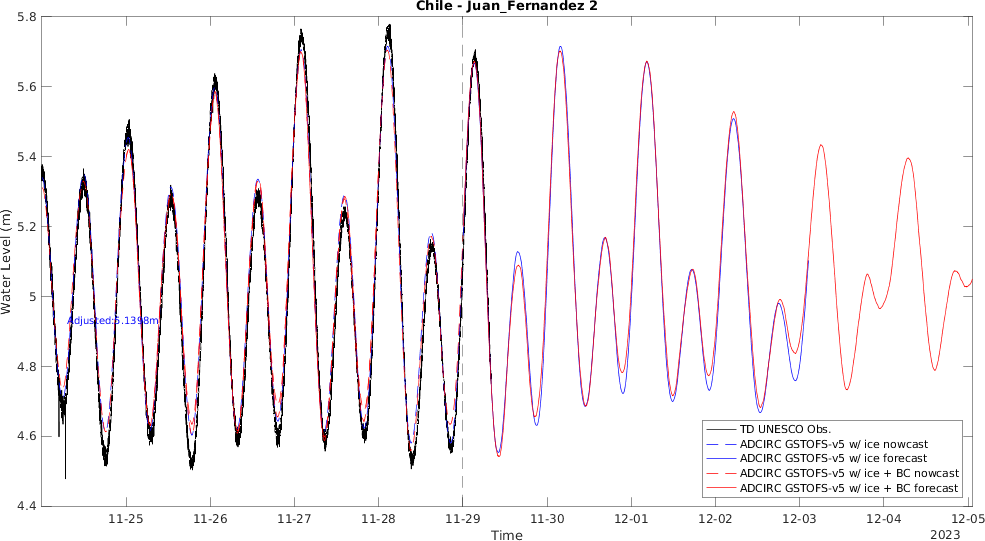 Chile - Juan_Fernandez 2
5.8
5.6
5.4
5.2
5
4.8
4.6
4.4
Water Level (m)
Adjusted:5.1398m
TD UNESCO Obs.
ADCIRC GSTOFS-v5 w/ ice nowcast
ADCIRC GSTOFS-v5 w/ ice forecast
ADCIRC GSTOFS-v5 w/ ice + BC nowcast
ADCIRC GSTOFS-v5 w/ ice + BC forecast
11-25 11-26 11-27 11-28 11-29 11-30 12-01 12-02 12-03 12-04 12-05
Time
2023